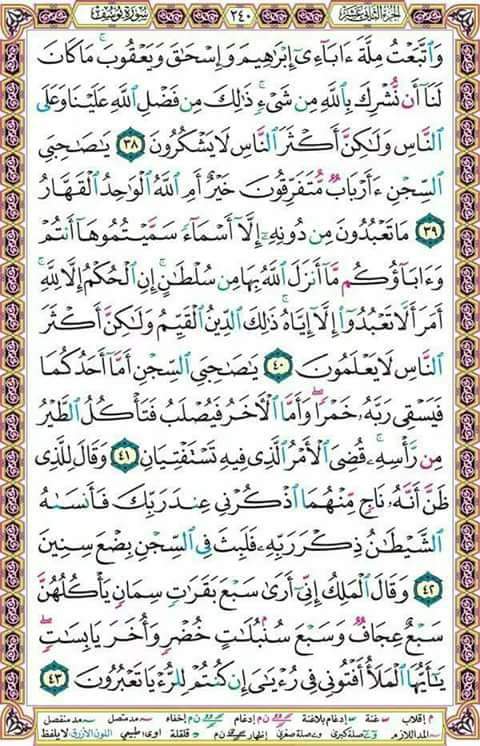 الجزء الثاني عشر ٢٤٠ سورة يوسف
وَٱتَّبَعْتُ مِلَّةَ ءَابَآءِىٓ إِبْرَٰهِيمَ وَإِسْحَٰقَ وَيَعْقُوبَ ۚ مَا كَانَ
لَنَآ أَن نُّشْرِكَ بِٱللَّهِ مِن شَىْءٍ ۚ ذَٰلِكَ مِن فَضْلِ ٱللَّهِ عَلَيْنَا وَعَلَى
ٱلنَّاسِ وَلَٰكِنَّ أَكْثَرَ ٱلنَّاسِ لَا يَشْكُرُونَ ٣٨ يَٰصَٰحِبَىِ
ٱلسِّجْنِ ءَأَرْبَابٌ مُّتَفَرِّقُونَ خَيْرٌ أَمِ ٱللَّهُ ٱلْوَٰحِدُ ٱلْقَهَّارُ
٣٩ مَا تَعْبُدُونَ مِن دُونِهِۦٓ إِلَّآ أَسْمَآءً سَمَّيْتُمُوهَآ أَنتُمْ
وَءَابَآؤُكُم مَّآ أَنزَلَ ٱللَّهُ بِهَا مِن سُلْطَٰنٍ ۚ إِنِ ٱلْحُكْمُ إِلَّا لِلَّهِ ۚ
أَمَرَ أَلَّا تَعْبُدُوٓا۟ إِلَّآ إِيَّاهُ ۚ ذَٰلِكَ ٱلدِّينُ ٱلْقَيِّمُ وَلَٰكِنَّ أَكْثَرَ
ٱلنَّاسِ لَا يَعْلَمُونَ ٤٠ يَٰصَٰحِبَىِ ٱلسِّجْنِ أَمَّآ أَحَدُكُمَا
فَيَسْقِى رَبَّهُۥ خَمْرًا ۖ وَأَمَّا ٱلْءَاخَرُ فَيُصْلَبُ فَتَأْكُلُ ٱلطَّيْرُ
مِن رَّأْسِهِۦ ۚ قُضِىَ ٱلْأَمْرُ ٱلَّذِى فِيهِ تَسْتَفْتِيَانِ ٤١ وَقَالَ لِلَّذِى
ظَنَّ أَنَّهُۥ نَاجٍ مِّنْهُمَا ٱذْكُرْنِى عِندَ رَبِّكَ فَأَنسَىٰهُ
ٱلشَّيْطَٰنُ ذِكْرَ رَبِّهِۦ فَلَبِثَ فِى ٱلسِّجْنِ بِضْعَ سِنِينَ
٤٢ وَقَالَ ٱلْمَلِكُ إِنِّىٓ أَرَىٰ سَبْعَ بَقَرَٰتٍ سِمَانٍ يَأْكُلُهُنَّ
سَبْعٌ عِجَافٌ وَسَبْعَ سُنۢبُلَٰتٍ خُضْرٍ وَأُخَرَ يَابِسَٰتٍ ۖ
يَٰٓأَيُّهَا ٱلْمَلَأُ أَفْتُونِى فِى رُءْيَٰىَ إِن كُنتُمْ لِلرُّءْيَا تَعْبُرُونَ ٤٣
م إقلاب غنة إدغام بلاغنة ن م إدغام ن م إخفاء مد متصل مد منفصل
المد اللازم صلة كبرى صلة صغرى إظهار قلقلة طبيعي اللون الأزرق لا يلفظ